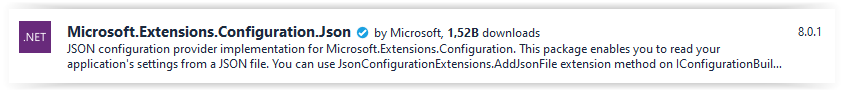 .NET
Microsoft.Extensions.Configuration.Json by Microsoft, 1,52B downloads 8.0.1
JSON configuration provider implementation for Microsoft.Extensions.Configuration. This package enables you to read your
application's settings from a JSON file. You can use JsonConfigurationExtensions.AddJsonFile extension method on IConfigurationBuil...